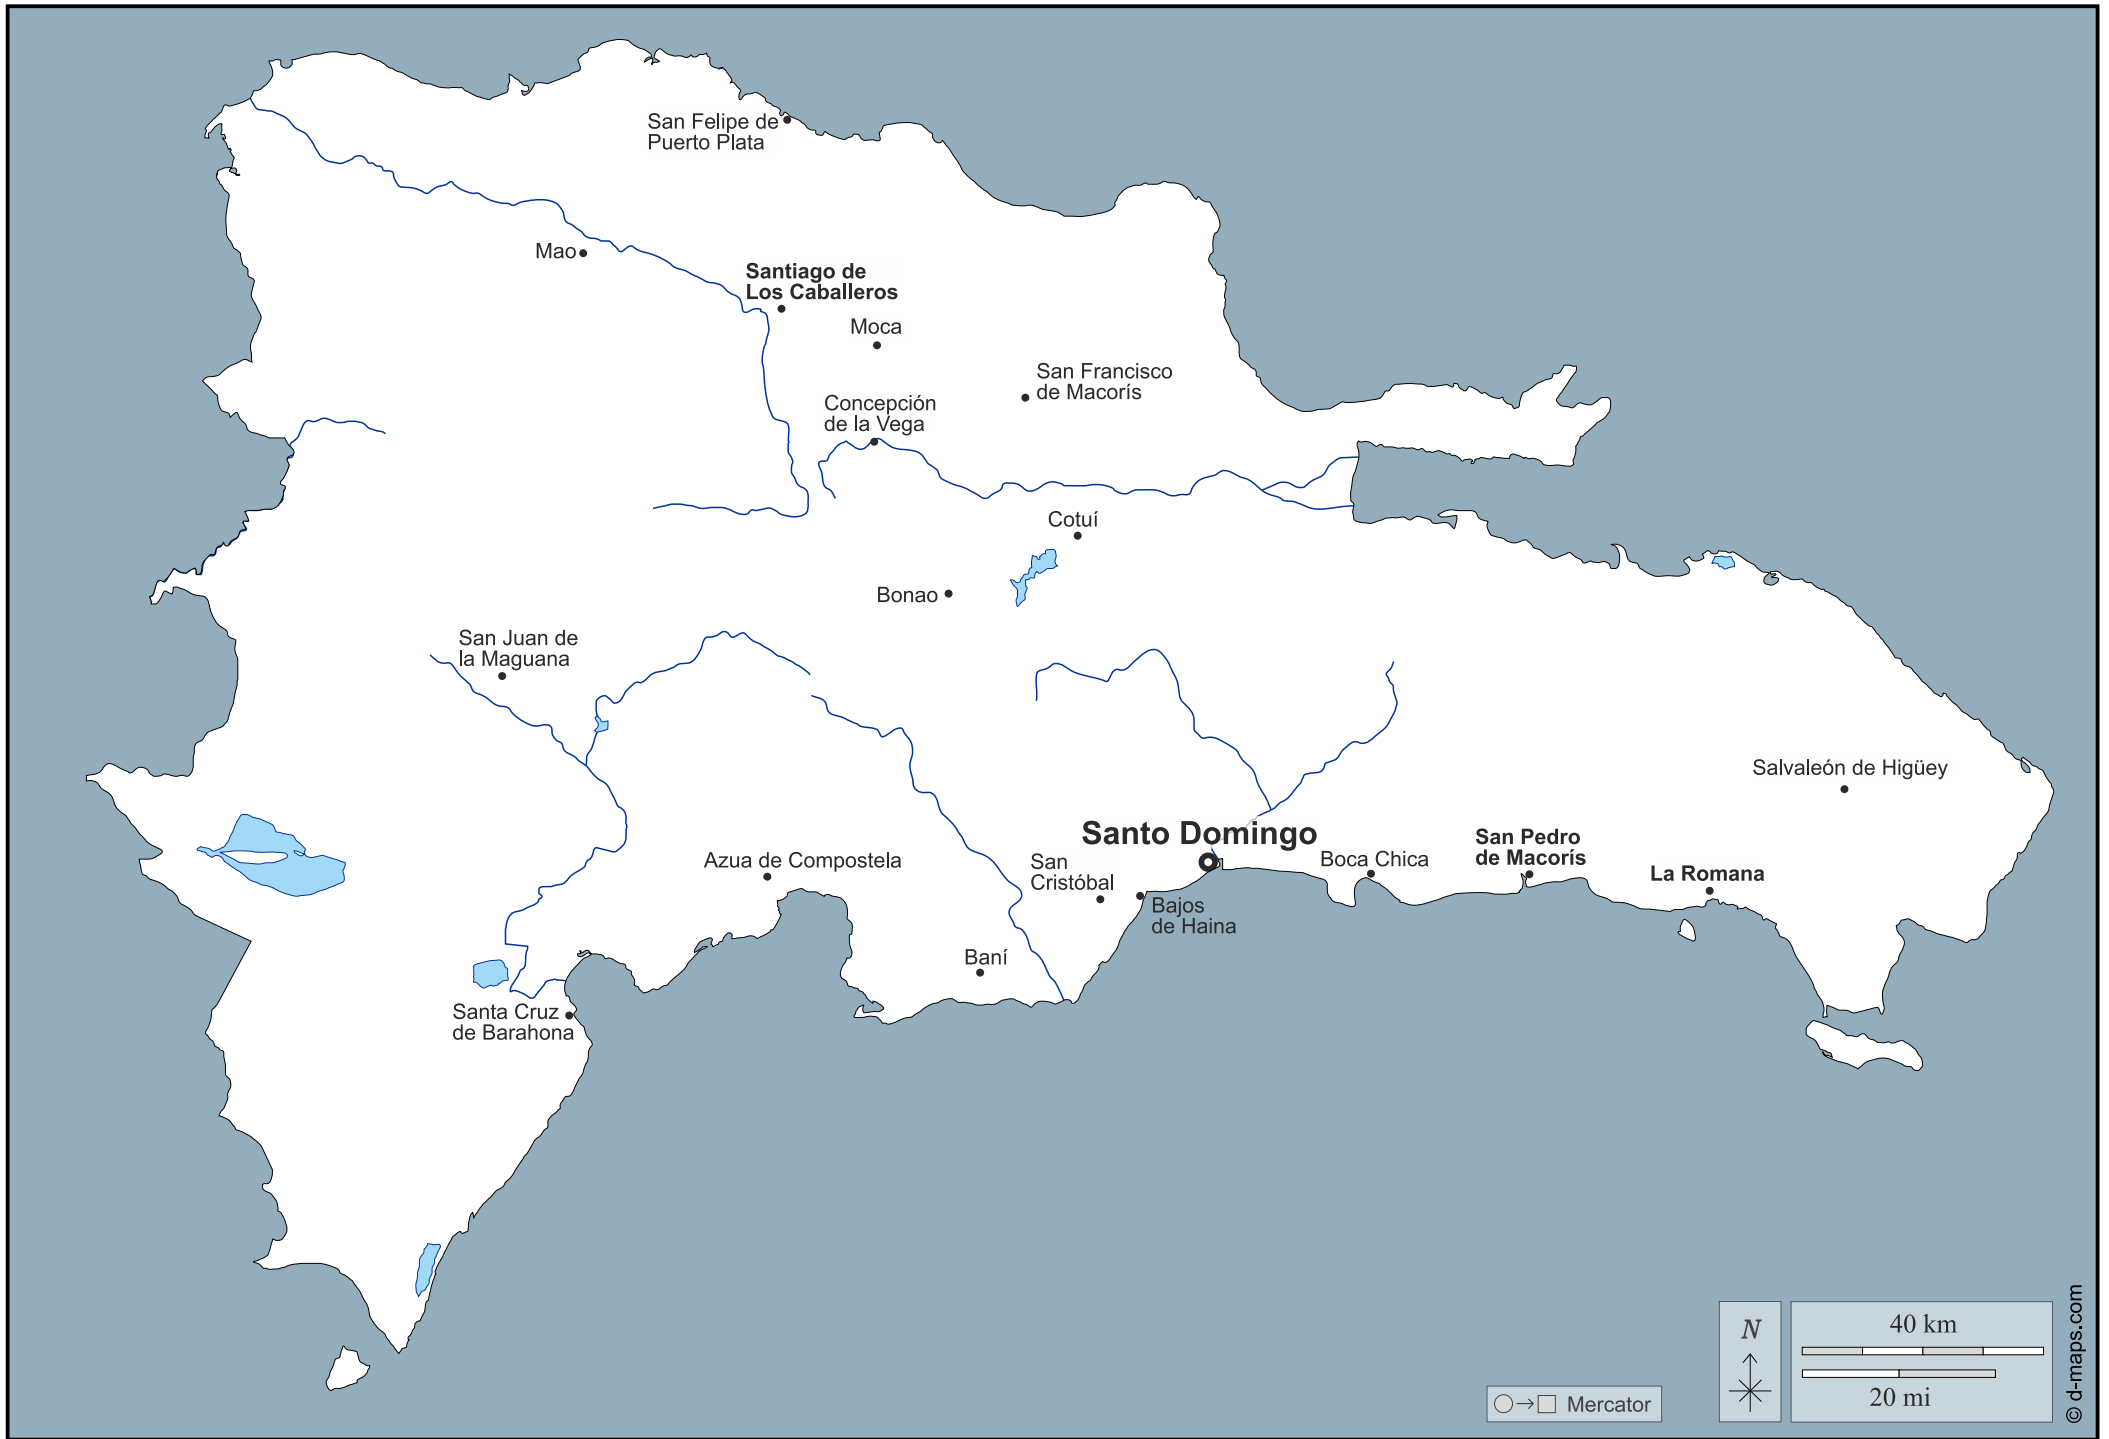 San Felipe de
Puerto Plata
Mao
Santiago de
Los Caballeros
Moca
San Francisco
de Macorís
Concepción
de la Vega
Cotuí
Bonao
San Juan de
la Maguana
Salvaleón de Higüey
Santo Domingo
San Pedro
de Macorís
Azua de Compostela
San
Cristóbal
Boca Chica
La Romana
Bajos
de Haina
Baní
Santa Cruz
de Barahona
N
40 km
20 mi
Mercator
© d-maps.com